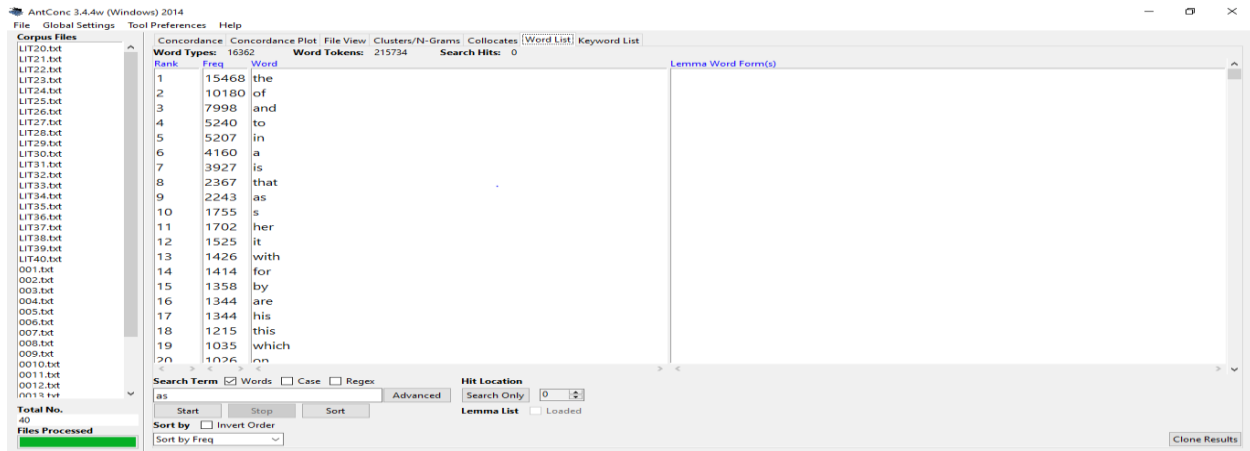 AntConc 3.4.4w (Windows) 2014
File Global Settings Tool Preferences Help
Corpus Files
LIT20.txt
LIT21.txt
LIT22.txt
LIT23.txt
LIT24.txt
LIT25.txt
LIT26.txt
LIT27.txt
LIT28.txt
LIT29.txt
LIT30.txt
LIT31.txt
LIT32.txt
LIT33.txt
LIT34.txt
LIT35.txt
LIT36.txt
LIT37.txt
LIT38.txt
LIT39.txt
LIT40.txt
001.txt
002.txt
003.txt
004.txt
005.txt
006.txt
007.txt
008.txt
009.txt
0010.txt
0011.txt
0012.txt
0013.txt
Total No.
40
Files Processed
Concordance Concordance Plot File View Clusters/N-Grams Collocates Word List Keyword List
Word Types: 16362 Word Tokens: 215734 Search Hits: 0
Rank Freq Word Lemma Word Form(s)
1 15468 the
2 10180 of
3 7998 and
4 5240 to
5 5207 in
6 4160 a
7 3927 is
8 2367 that
9 2243 as
10 1755 s
11 1702 her
12 1525 it
13 1426 with
14 1414 for
15 1358 by
16 1344 are
17 1344 his
18 1215 this
19 1035 which
20 1026 on
Search Term Words Case Regex Hit Location
as Advanced Search Only 0
Start Stop Sort Lemma List Loaded
Sort by Invert Order
Sort by Freq Clone Results